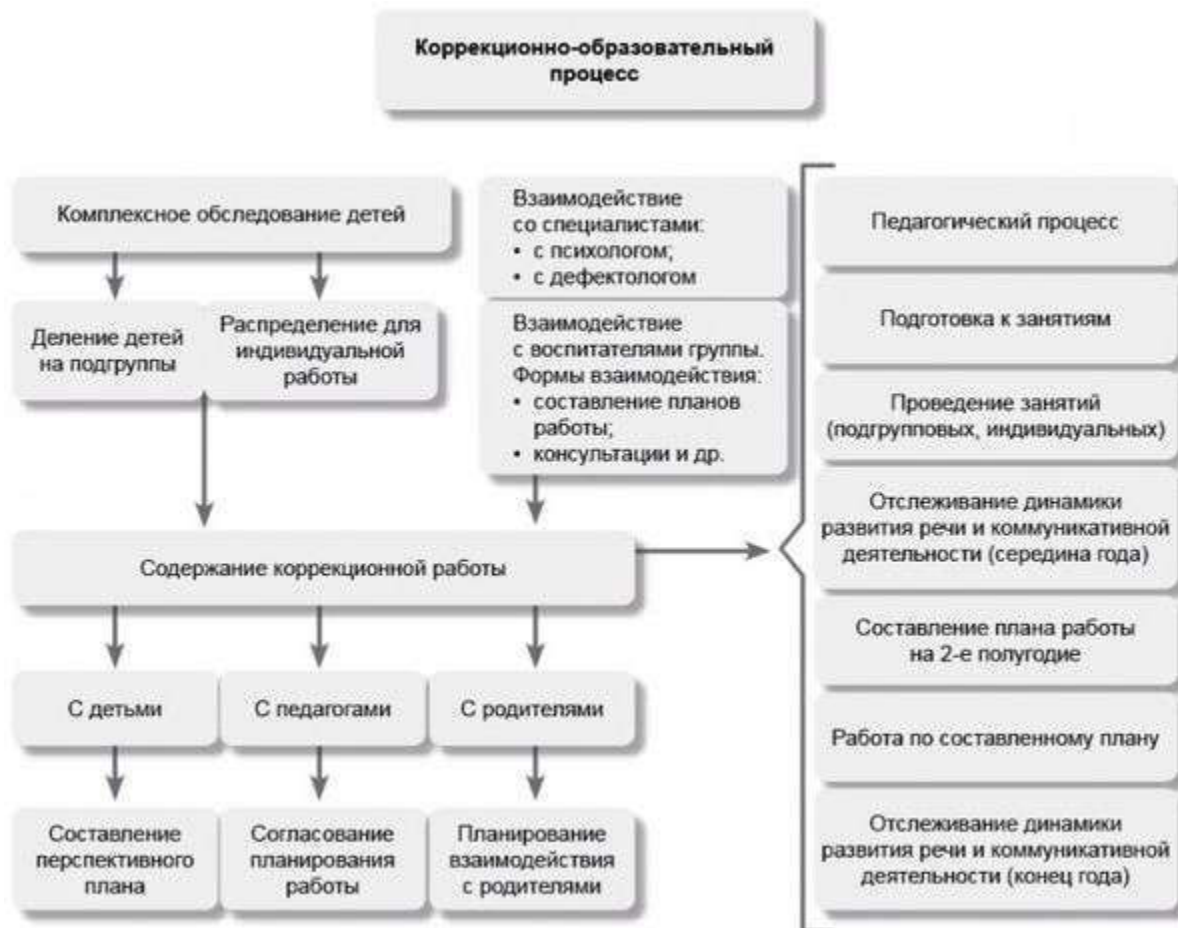 Коррекционно-образовательный
процесс
Комплексное обследование детей
Деление детей
на подгруппы
Распределение для
индивидуальной
работы
Взаимодействие
со специалистами:
• с психологом;
• с дефектологом
Взаимодействие
с воспитателями группы.
Формы взаимодействия:
• составление планов
работы;
• консультации и др.
Содержание коррекционной работы
С детьми
С педагогами
С родителями
Составление
перспективного
плана
Согласование
планирования
работы
Планирование
взаимодействия
с родителями
Педагогический процесс
Подготовка к занятиям
Проведение занятий
(подгрупповых, индивидуальных)
Отслеживание динамики
развития речи и коммуникативной
деятельности (середина года)
Составление плана работы
на 2-е полугодие
Работа по составленному плану
Отслеживание динамики
развития речи и коммуникативной
деятельности (конец года)